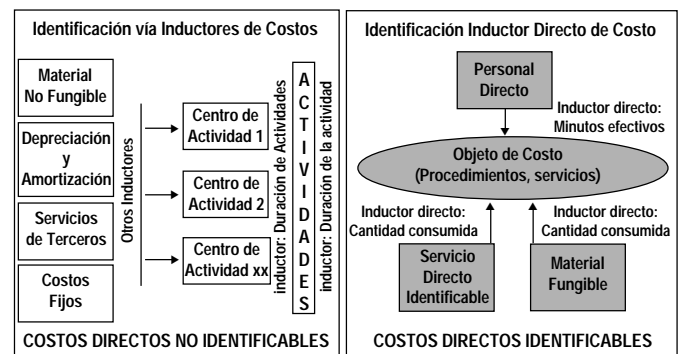 Identificación vía Inductores de Costos
Material
No Fungible
Depreciación
y
Amortización
Servicios
de Terceros
Costos
Fijos
Otros Inductores
Centro de
Actividad 1
Centro de
Actividad 2
Centro de
Actividad xx
inductor: Duración de Actividades
ACTIVIDADES
inductor: Duración de la actividad
COSTOS DIRECTOS NO IDENTIFICABLES
Identificación Inductor Directo de Costo
Personal
Directo
Inductor directo:
Minutos efectivos
Objeto de Costo
(Procedimientos, servicios)
Inductor directo:
Cantidad consumida
Inductor directo:
Cantidad consumida
Servicio
Directo
Identificable
Material
Fungible
COSTOS DIRECTOS IDENTIFICABLES